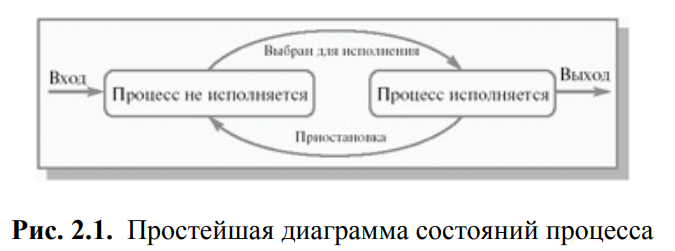 Выбран для исполнения
Вход
Выход
Процесс не исполняется
Процесс исполняется
Приостановка
Рис. 2.1. Простейшая диаграмма состояний процесса